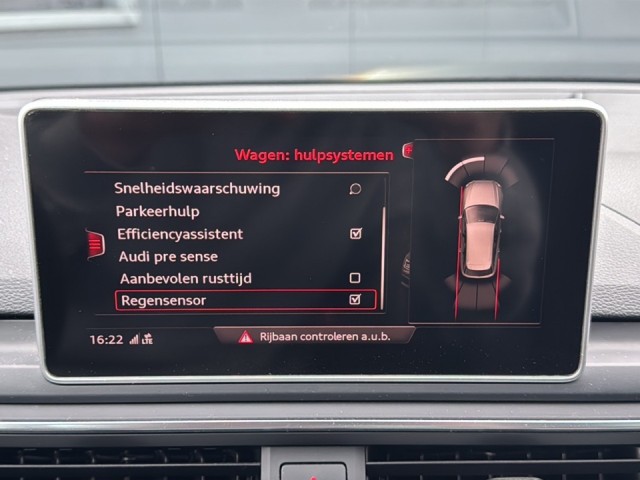 Wagen: hulpsystemen
Snelheidswaarschuwing
Parkeerhulp
Efficiencyassistent
Audi pre sense
Aanbevolen rusttijd
Regensensor
16:22 LTE
Rijbaan controleren a.u.b.